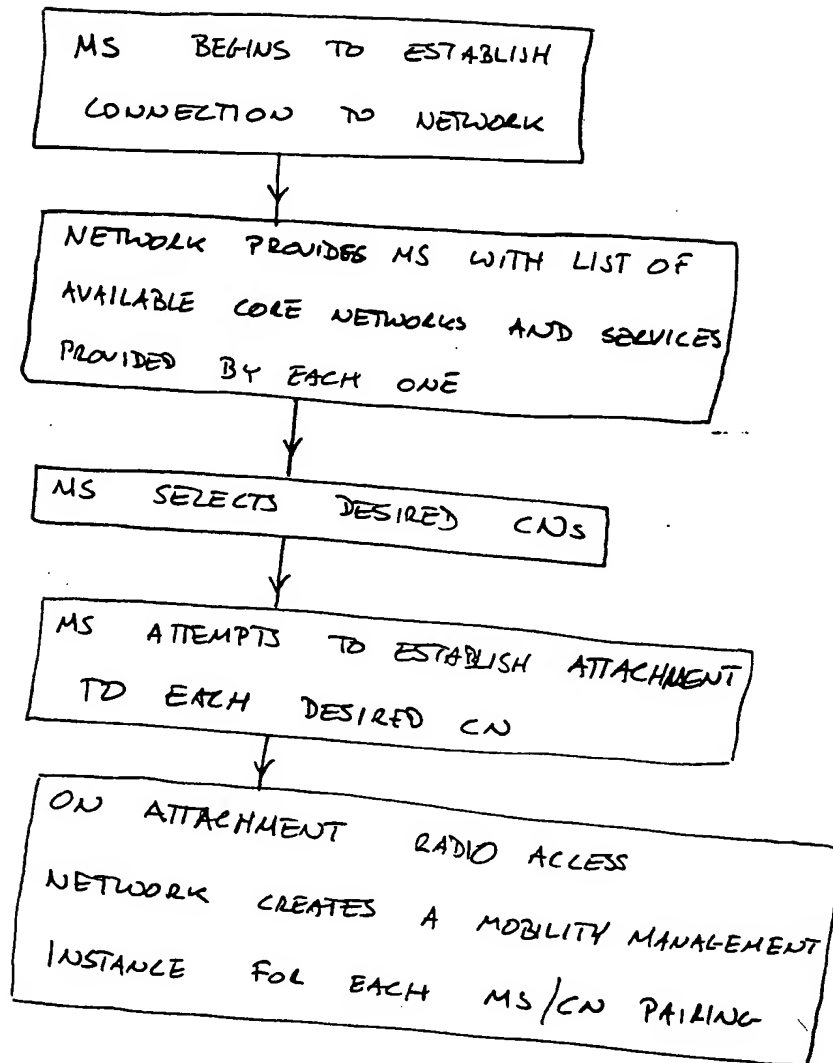 MS BEGINS TO ESTABLISH
CONNECTION TO NETWORK
NETWORK PROVIDES MS WITH LIST OF
AVAILABLE CORE NETWORKS AND SERVICES
PROVIDED BY EACH ONE
MS SELECTS DESIRED CNs
MS ATTEMPTS TO ESTABLISH ATTACHMENT
TO EACH DESIRED CN
ON ATTACHMENT RADIO ACCESS
NETWORK CREATES A MOBILITY MANAGEMENT
INSTANCE FOR EACH MS/CN PAIRING